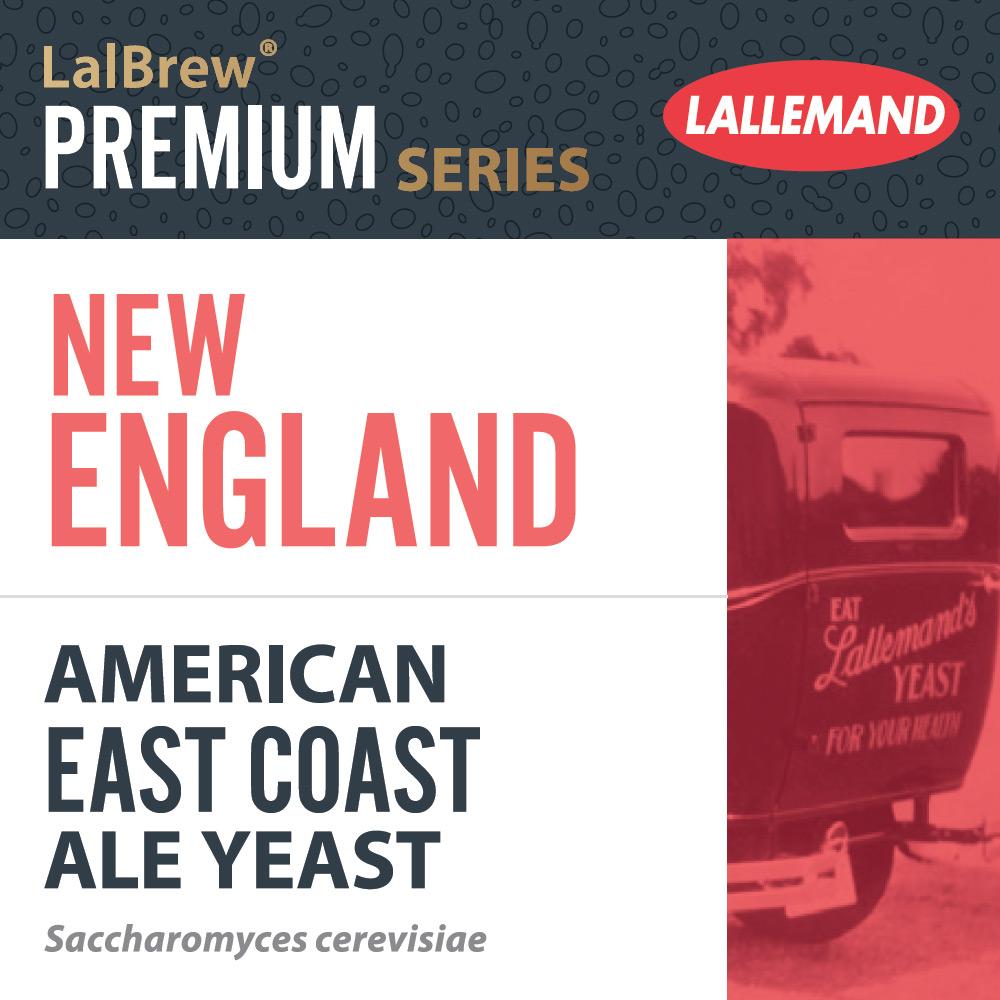 LalBrew®
PREMIUM SERIES
LALLEMAND
NEW
ENGLAND
AMERICAN
EAST COAST
ALE YEAST
Saccharomyces cerevisiae
EAT
Lallemand's
YEAST
FOR YOUR HEALTH